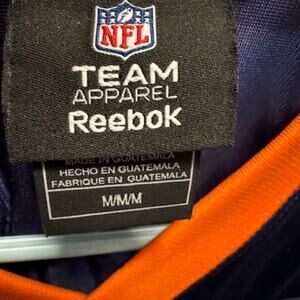 NFL
TEAM
APPAREL
Reebok
MADE IN GUATEMALA
HECHO EN GUATEMALA
FABRIQUE EN GUATEMALA
M/M/M